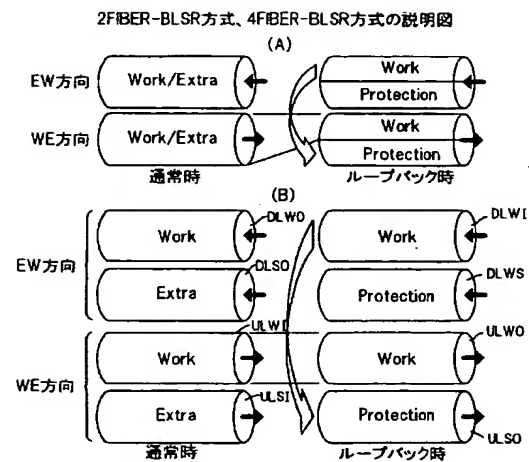 2FIBER-BLSR方式、4FIBER-BLSR方式の説明図
(A)
EW方向
Work/Extra
Work
Protection
WE方向
Work/Extra
Work
Protection
通常時
ループバック時
(B)
EW方向
DLWO
DLWI
Work
Work
DLSO
DLWS
Extra
Protection
WE方向
ULWI
ULWO
Work
Work
ULSI
Extra
Protection
ULSO
通常時
ループバック時